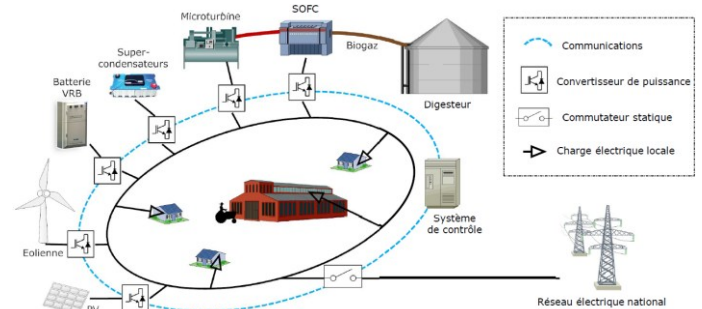 Microturbine
SOFC
Biogaz
Digesteur
Super-
condensateurs
Batterie
VRB
Eolienne
PV
Système
de contrôle
Réseau électrique national
Communications
Convertisseur de puissance
Commutateur statique
Charge électrique locale